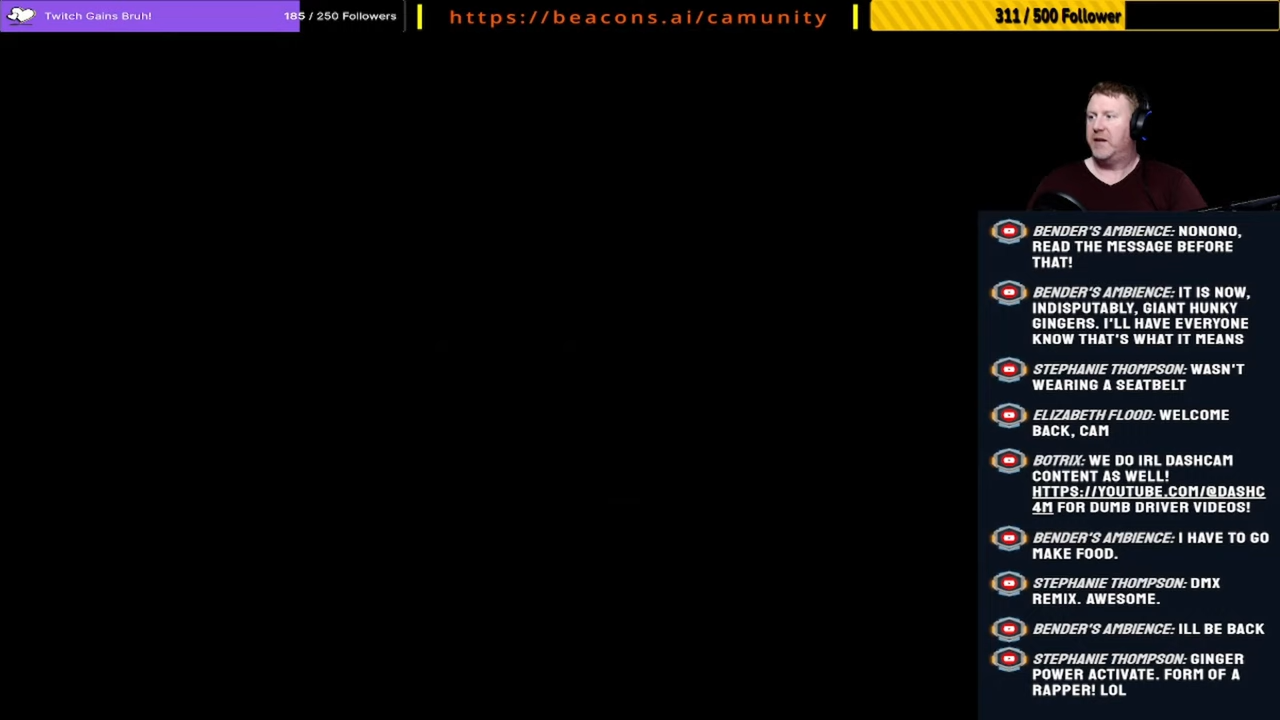 Twitch Gains Bruh!
185 / 250 Followers
https://beacons.ai/camunity
311 / 500 Follower
BENDER'S AMBIENCE: NONONO,
READ THE MESSAGE BEFORE
THAT!
BENDER'S AMBIENCE: IT IS NOW,
INDISPUTABLY, GIANT HUNKY
GINGERS. I'LL HAVE EVERYONE
KNOW THAT'S WHAT IT MEANS
STEPHANIE THOMPSON: WASN'T
WEARING A SEATBELT
ELIZABETH FLOOD: WELCOME
BACK, CAM
BOTRIX: WE DO IRL DASHCAM
CONTENT AS WELL!
HTTPS://YOUTUBE.COM/@DASHC
4M FOR DUMB DRIVER VIDEOS!
BENDER'S AMBIENCE: I HAVE TO GO
MAKE FOOD.
STEPHANIE THOMPSON: DMX
REMIX. AWESOME.
BENDER'S AMBIENCE: ILL BE BACK
STEPHANIE THOMPSON: GINGER
POWER ACTIVATE. FORM OF A
RAPPER! LOL